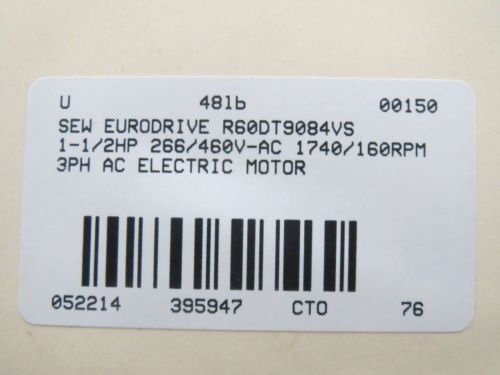 U 48lb 00150
SEW EURODRIVE R60DT9084VS
1-1/2HP 266/460V-AC 1740/160RPM
3PH AC ELECTRIC MOTOR
052214 395947 CTO 76